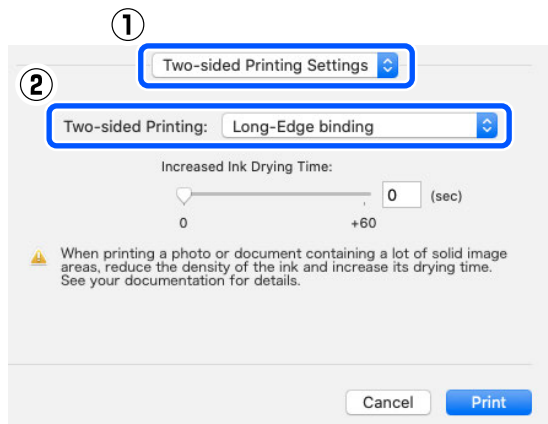 ①
Two-sided Printing Settings
②
Two-sided Printing: Long-Edge binding
Increased Ink Drying Time:
0 (sec)
0 +60
When printing a photo or document containing a lot of solid image
areas, reduce the density of the ink and increase its drying time.
See your documentation for details.
Cancel Print